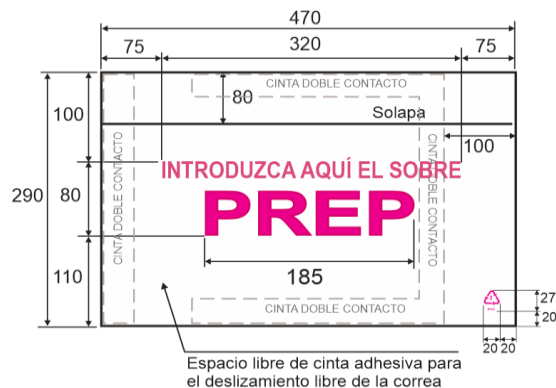 470
75
320
75
CINTA DOBLE CONTACTO
80
Solapa
100
100
290
80
110
CINTA DOBLE CONTACTO
CINTA DOBLE CONTACTO
INTRODUZCA AQUÍ EL SOBRE
PREP
185
CINTA DOBLE CONTACTO
27
20
20 20
Espacio libre de cinta adhesiva para
el deslizamiento libre de la correa